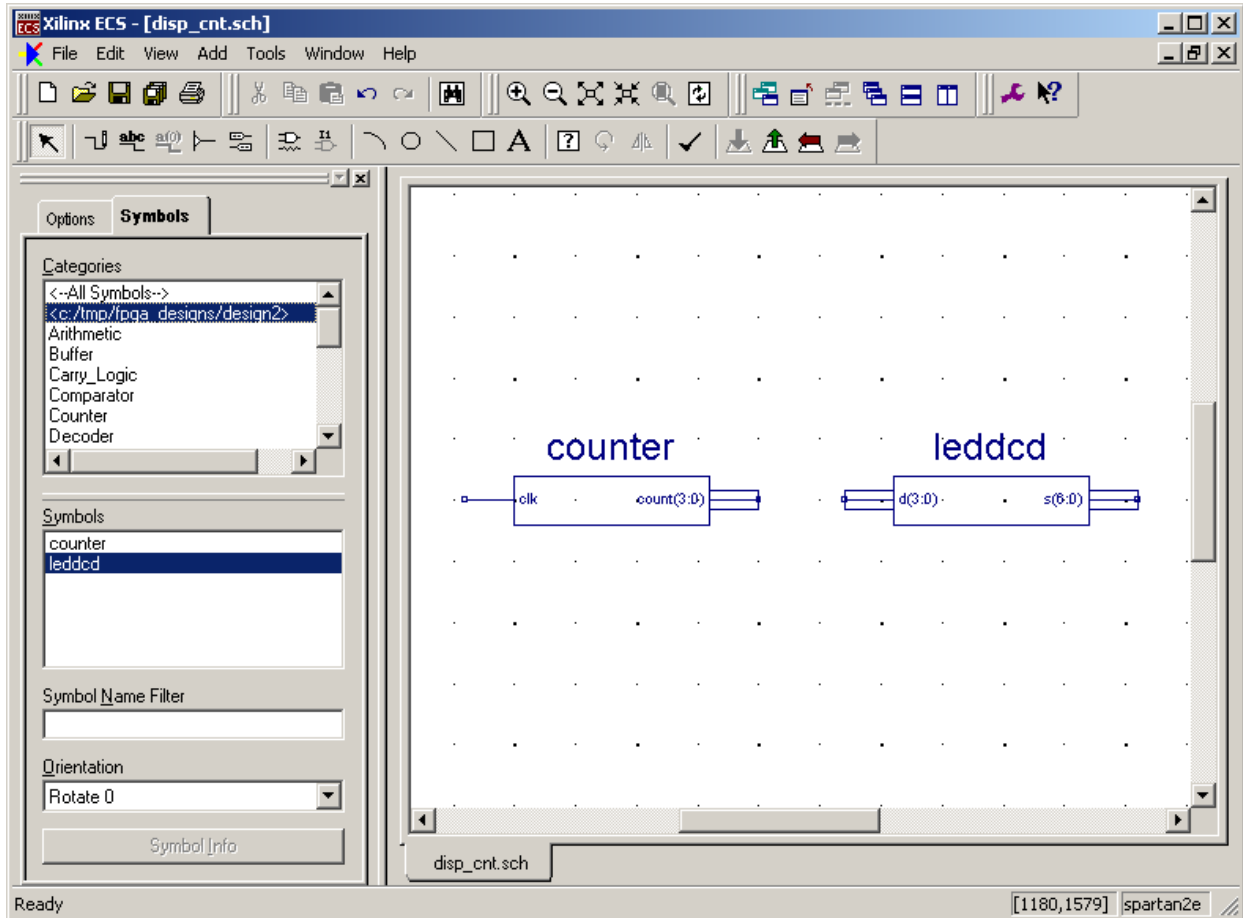 Xilinx ECS - [disp_cnt.sch]
File Edit View Add Tools Window Help
abc a(0) I1 A ?
Options Symbols
Categories
<--All Symbols-->
<c:/tmp/fpga_designs/design2>
Arithmetic
Buffer
Carry_Logic
Comparator
Counter
Decoder
Symbols
counter
leddcd
Symbol Name Filter
Orientation
Rotate 0
Symbol Info
counter
clk count(3:0)
leddcd
d(3:0) s(6:0)
disp_cnt.sch
Ready [1180,1579] spartan2e